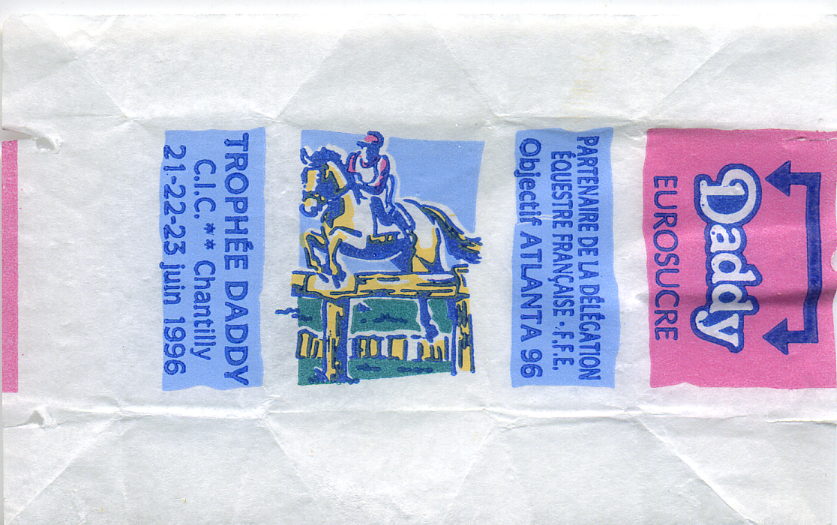 Daddy
EUROSUCRE
PARTENAIRE DE LA DÉLÉGATION
ÉQUESTRE FRANÇAISE - F.F.E.
Objectif ATLANTA 96
TROPHÉE DADDY
C.I.C. ** Chantilly
21-22-23 juin 1996